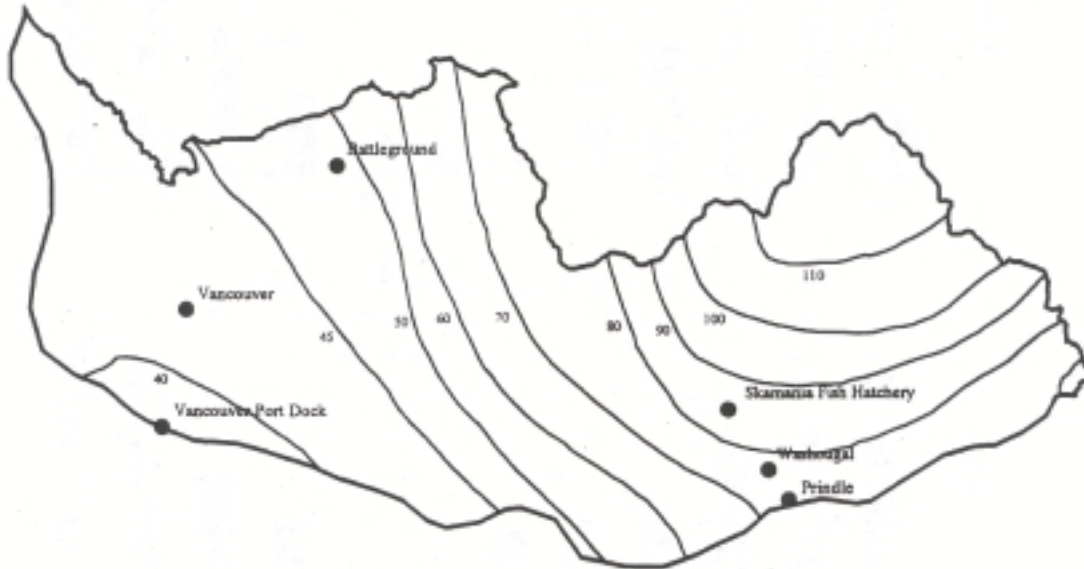 Battleground
110
Vancouver
45
50
60
70
80
90
100
40
Skamania Fish Hatchery
Vancouver Port Dock
Washougal
Prindle